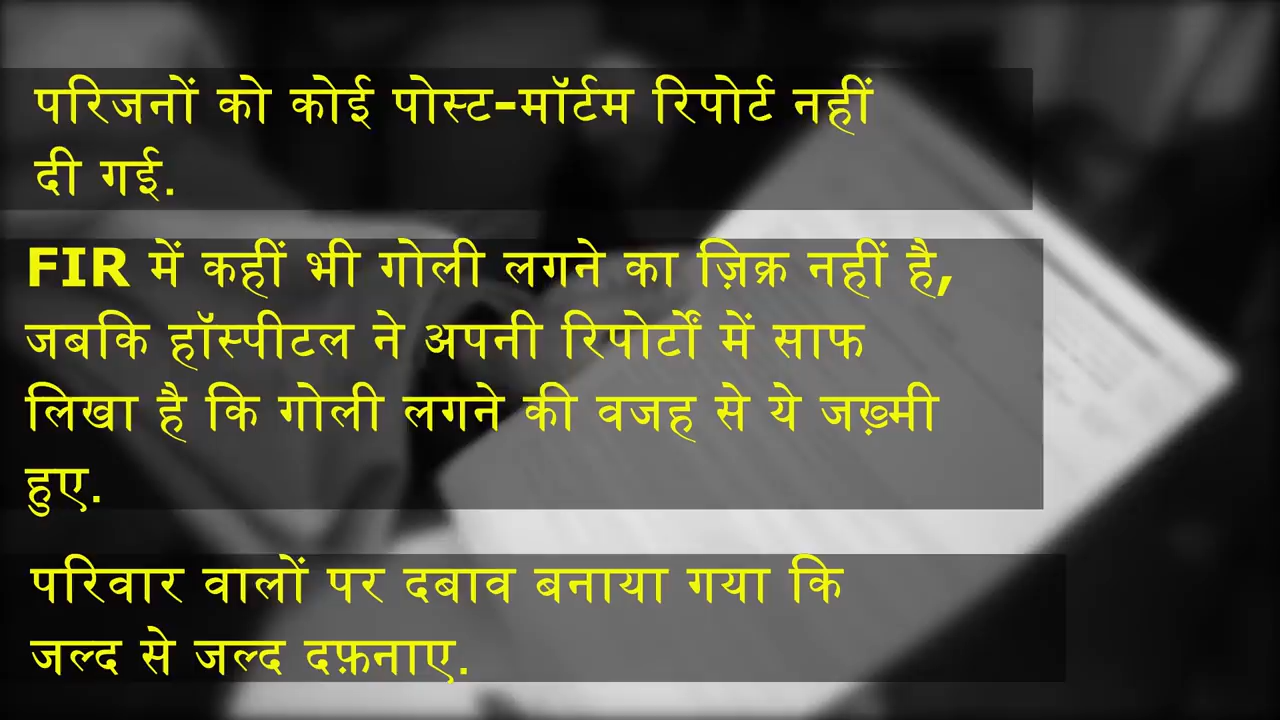 परिजनों को कोई पोस्ट-मॉर्टम रिपोर्ट नहीं
दी गई.
FIR में कहीं भी गोली लगने का ज़िक्र नहीं है,
जबकि हॉस्पीटल ने अपनी रिपोर्टों में साफ
लिखा है कि गोली लगने की वजह से ये जख़्मी
हुए.
परिवार वालों पर दबाव बनाया गया कि
जल्द से जल्द दफ़नाए.